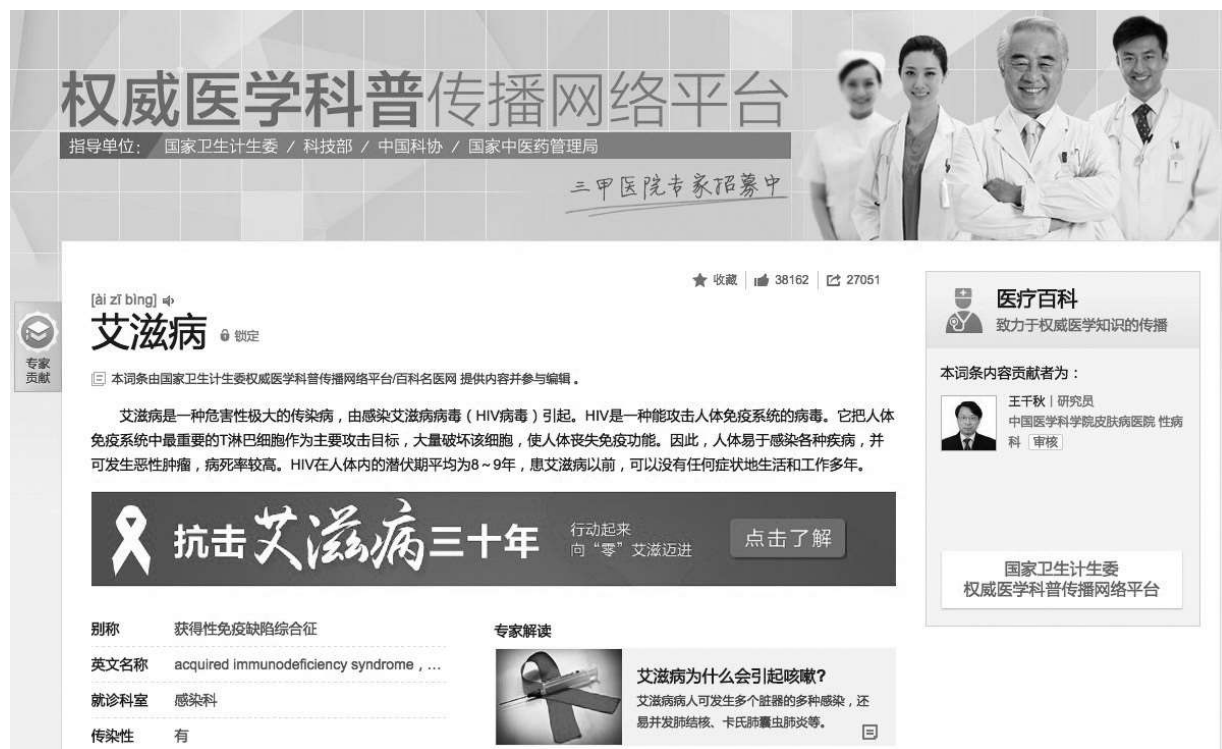 权威医学科普传播网络平台
指导单位: 国家卫生计生委 / 科技部 / 中国科协 / 国家中医药管理局
三甲医院专家招募中
收藏 38162 27051
[ài zī bìng]
艾滋病 锁定
专家
贡献
本词条由国家卫生计生委权威医学科普传播网络平台/百科名医网 提供内容并参与编辑 。
艾滋病是一种危害性极大的传染病，由感染艾滋病病毒（HIV病毒）引起。HIV是一种能攻击人体免疫系统的病毒。它把人体
免疫系统中最重要的T淋巴细胞作为主要攻击目标，大量破坏该细胞，使人体丧失免疫功能。因此，人体易于感染各种疾病，并
可发生恶性肿瘤，病死率较高。HIV在人体内的潜伏期平均为8～9年，患艾滋病以前，可以没有任何症状地生活和工作多年。
抗击艾滋病三十年
行动起来
向“零”艾滋迈进
点击了解
别称 获得性免疫缺陷综合征
英文名称 acquired immunodeficiency syndrome，...
就诊科室 感染科
传染性 有
专家解读
艾滋病为什么会引起咳嗽?
艾滋病病人可发生多个脏器的多种感染，还
易并发肺结核、卡氏肺囊虫肺炎等。
医疗百科
致力于权威医学知识的传播
本词条内容贡献者为：
王千秋 | 研究员
中国医学科学院皮肤病医院 性病
科 审核
国家卫生计生委
权威医学科普传播网络平台